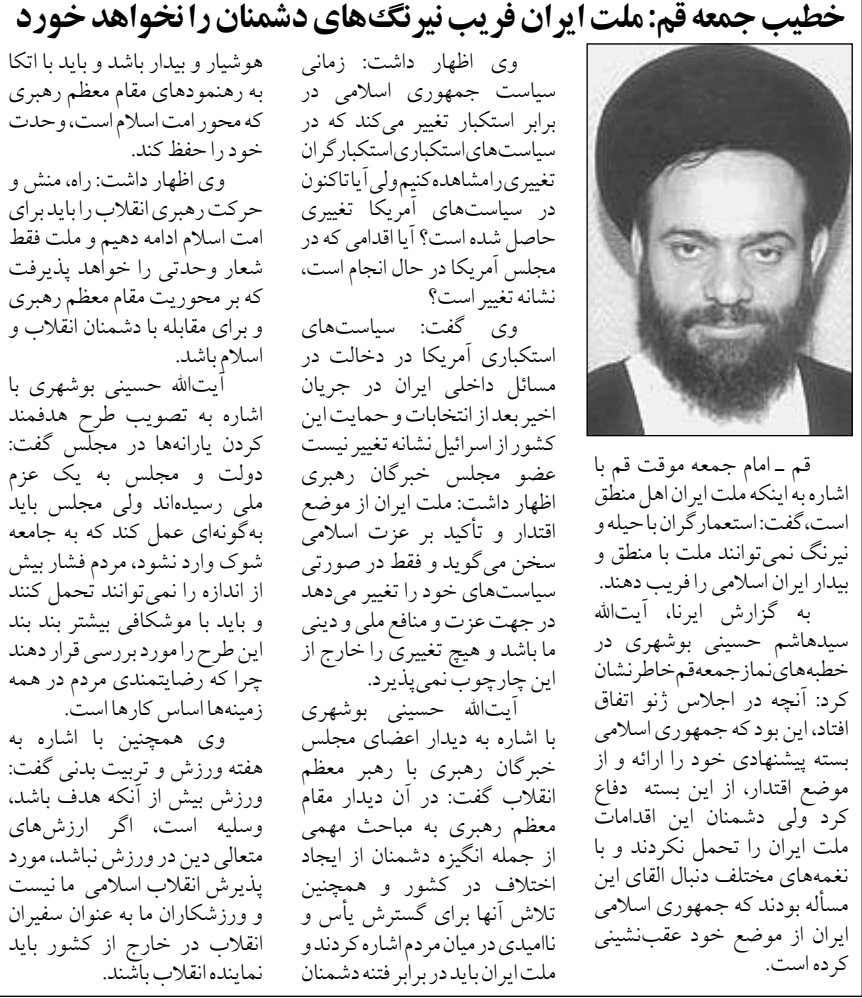 خطیب جمعه قم: ملت ایران فریب نیرنگ‌های دشمنان را نخواهد خورد
قم ـ امام جمعه موقت قم با
اشاره به اینکه ملت ایران اهل منطق
است، گفت: استعمارگران با حیله و
نیرنگ نمی‌توانند ملت با منطق و
بیدار ایران اسلامی را فریب دهند.
به گزارش ایرنا، آیت‌الله
سیدهاشم حسینی بوشهری در
خطبه‌های نماز جمعه قم خاطرنشان
کرد: آنچه در اجلاس ژنو اتفاق
افتاد، این بود که جمهوری اسلامی
بسته پیشنهادی خود را ارائه و از
موضع اقتدار، از این بسته دفاع
کرد ولی دشمنان این اقدامات
ملت ایران را تحمل نکردند و با
نغمه‌های مختلف دنبال القای این
مسأله بودند که جمهوری اسلامی
ایران از موضع خود عقب‌نشینی
کرده است.
وی اظهار داشت: زمانی
سیاست جمهوری اسلامی در
برابر استکبار تغییر می‌کند که در
سیاست‌های استکباری استکبارگران
تغییری را مشاهده کنیم ولی آیا تاکنون
در سیاست‌های آمریکا تغییری
حاصل شده است؟ آیا اقدامی که در
مجلس آمریکا در حال انجام است،
نشانه تغییر است؟
وی گفت: سیاست‌های
استکباری آمریکا در دخالت در
مسائل داخلی ایران در جریان
اخیر بعد از انتخابات و حمایت این
کشور از اسرائیل نشانه تغییر نیست
عضو مجلس خبرگان رهبری
اظهار داشت: ملت ایران از موضع
اقتدار و تأکید بر عزت اسلامی
سخن می‌گوید و فقط در صورتی
سیاست‌های خود را تغییر می‌دهد
در جهت عزت و منافع ملی و دینی
ما باشد و هیچ تغییری را خارج از
این چارچوب نمی‌پذیرد.
آیت‌الله حسینی بوشهری
با اشاره به دیدار اعضای مجلس
خبرگان رهبری با رهبر معظم
انقلاب گفت: در آن دیدار مقام
معظم رهبری به مباحث مهمی
از جمله انگیزه دشمنان از ایجاد
اختلاف در کشور و همچنین
تلاش آنها برای گسترش یأس و
ناامیدی در میان مردم اشاره کردند و
ملت ایران باید در برابر فتنه دشمنان
هوشیار و بیدار باشد و باید با اتکا
به رهنمودهای مقام معظم رهبری
که محور امت اسلام است، وحدت
خود را حفظ کند.
وی اظهار داشت: راه، منش و
حرکت رهبری انقلاب را باید برای
امت اسلام ادامه دهیم و ملت فقط
شعار وحدتی را خواهد پذیرفت
که بر محوریت مقام معظم رهبری
و برای مقابله با دشمنان انقلاب و
اسلام باشد.
آیت‌الله حسینی بوشهری با
اشاره به تصویب طرح هدفمند
کردن یارانه‌ها در مجلس گفت:
دولت و مجلس به یک عزم
ملی رسیده‌اند ولی مجلس باید
به‌گونه‌ای عمل کند که به جامعه
شوک وارد نشود، مردم فشار بیش
از اندازه را نمی‌توانند تحمل کنند
و باید با موشکافی بیشتر بند بند
این طرح را مورد بررسی قرار دهند
چرا که رضایتمندی مردم در همه
زمینه‌ها اساس کارها است.
وی همچنین با اشاره به
هفته ورزش و تربیت بدنی گفت:
ورزش بیش از آنکه هدف باشد،
وسلیه است، اگر ارزش‌های
متعالی دین در ورزش نباشد، مورد
پذیرش انقلاب اسلامی ما نیست
و ورزشکاران ما به عنوان سفیران
انقلاب در خارج از کشور باید
نماینده انقلاب باشند.